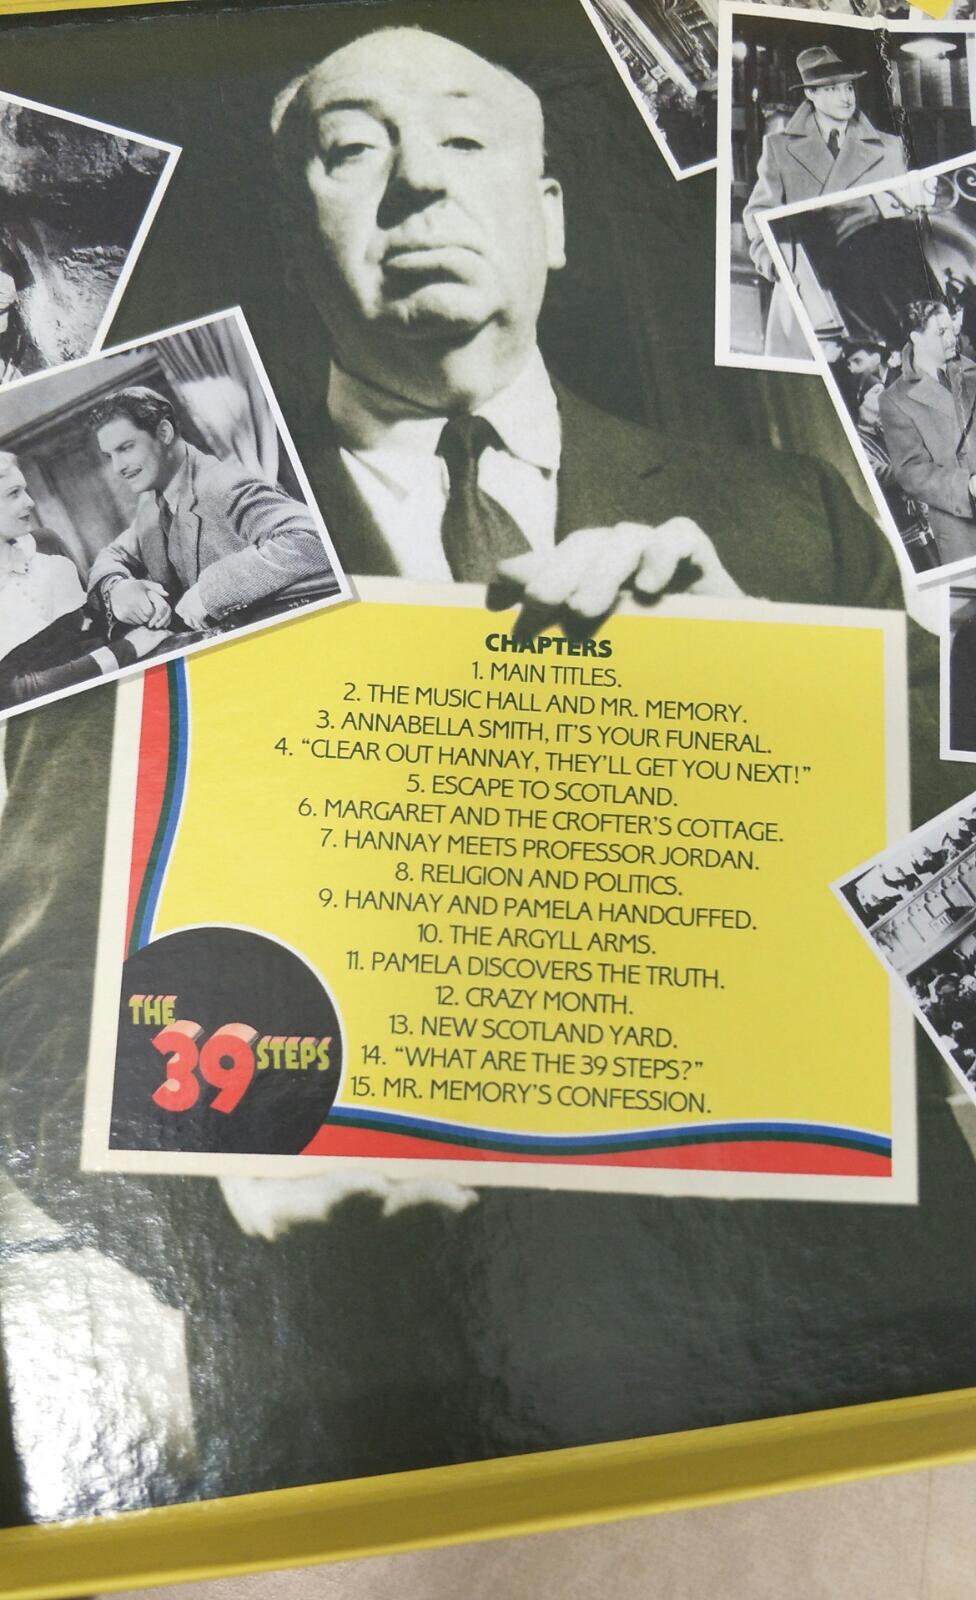 CHAPTERS
1. MAIN TITLES.
2. THE MUSIC HALL AND MR. MEMORY.
3. ANNABELLA SMITH, IT'S YOUR FUNERAL.
4. “CLEAR OUT HANNAY, THEY'LL GET YOU NEXT!”
5. ESCAPE TO SCOTLAND.
6. MARGARET AND THE CROFTER'S COTTAGE.
7. HANNAY MEETS PROFESSOR JORDAN.
8. RELIGION AND POLITICS.
9. HANNAY AND PAMELA HANDCUFFED.
10. THE ARGYLL ARMS.
11. PAMELA DISCOVERS THE TRUTH.
12. CRAZY MONTH.
13. NEW SCOTLAND YARD.
14. “WHAT ARE THE 39 STEPS?”
15. MR. MEMORY'S CONFESSION.
THE
39 STEPS